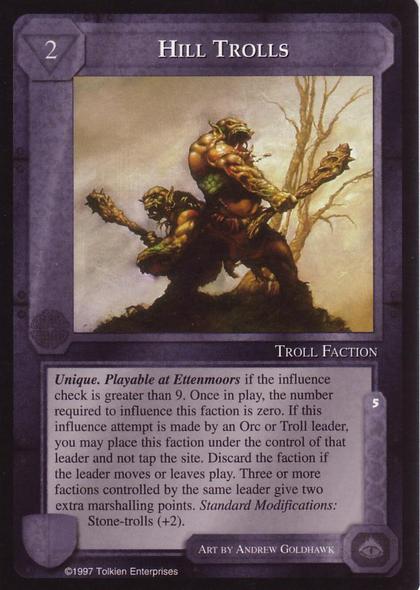 2
HILL TROLLS
TROLL FACTION
Unique. Playable at Ettenmoors if the influence
check is greater than 9. Once in play, the number
required to influence this faction is zero. If this
influence attempt is made by an Orc or Troll leader,
you may place this faction under the control of that
leader and not tap the site. Discard the faction if
the leader moves or leaves play. Three or more
factions controlled by the same leader give two
extra marshalling points. Standard Modifications:
Stone-trolls (+2).
5
ART BY ANDREW GOLDHAWK
©1997 Tolkien Enterprises